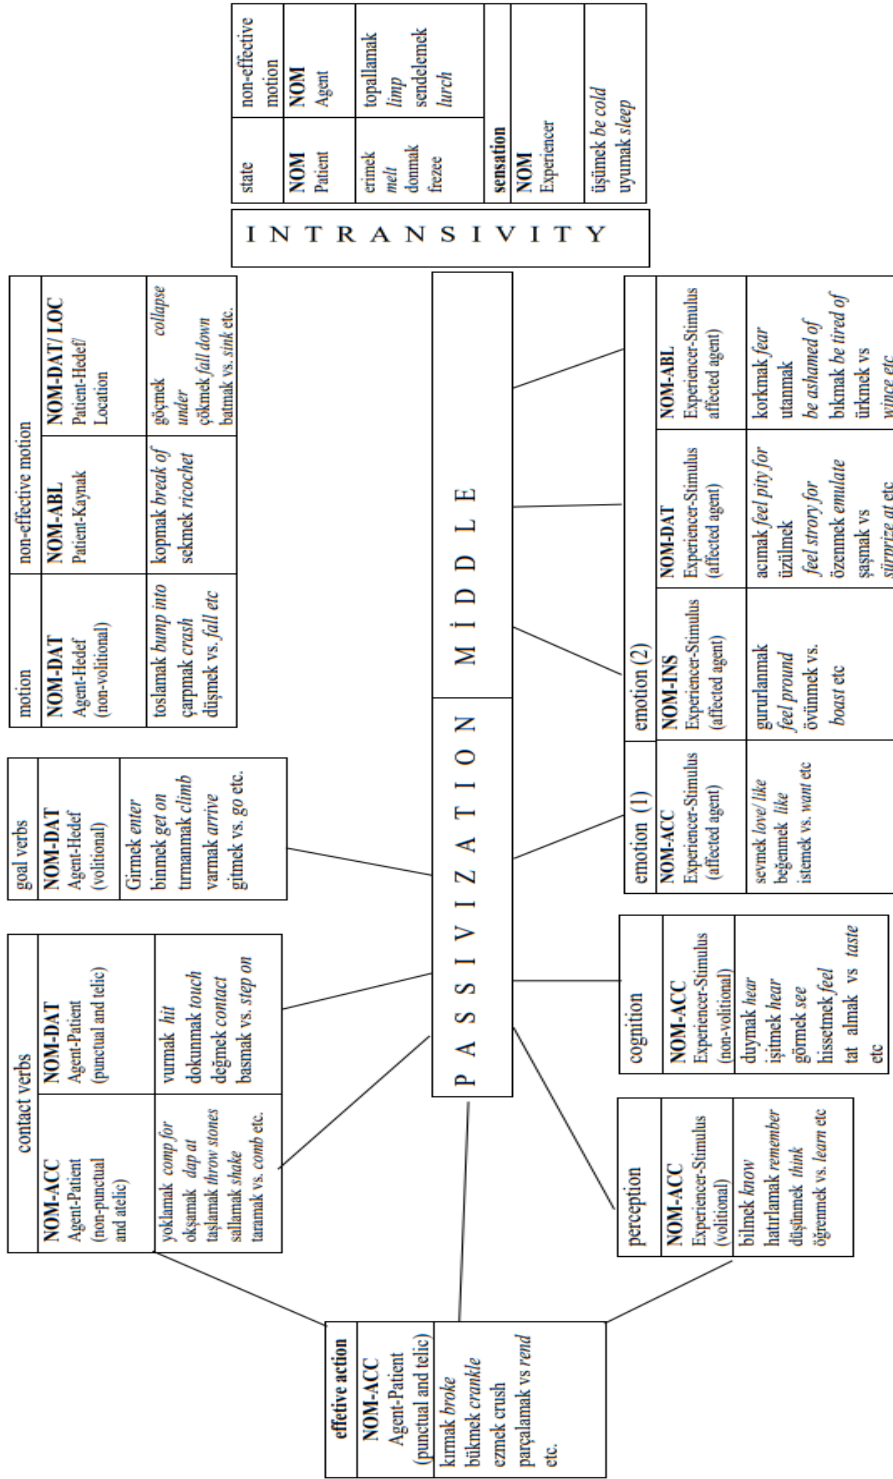 effetive action
NOM-ACC
Agent-Patient
(punctual and telic)
kırmak broke
bükmek crankle
ezmek crush
parçalamak vs rend
etc.
contact verbs
NOM-ACC
Agent-Patient
(non-punctual
and atelic)
yoklamak comp for
okşamak dap at
taşlamak throw stones
sallamak shake
taramak vs. comb etc.
NOM-DAT
Agent-Patient
(punctual and telic)
vurmak hit
dokunmak touch
değmek contact
basmak vs. step on
goal verbs
NOM-DAT
Agent-Hedef
(volitional)
Girmek enter
binmek get on
tırmanmak climb
varmak arrive
gitmek vs. go etc.
motion
NOM-DAT
Agent-Hedef
(non-volitional)
toslamak bump into
çarpmak crash
düşmek vs. fall etc
non-effective motion
NOM-ABL
Patient-Kaynak
kopmak break of
sekmek ricochet
NOM-DAT/ LOC
Patient-Hedef/
Location
göçmek collapse
under
çökmek fall down
batmak vs. sink etc.
PASSIVIZATION
MİDDLE
INTRANSIVITY
state
NOM
Patient
erimek
melt
donmak
frezee
non-effective
motion
NOM
Agent
topallamak
limp
sendelemek
lurch
sensation
NOM
Experiencer
üşümek be cold
uyumak sleep
perception
NOM-ACC
Experiencer-Stimulus
(volitional)
bilmek know
hatırlamak remember
düşünmek think
öğrenmek vs. learn etc
cognition
NOM-ACC
Experiencer-Stimulus
(non-volitional)
duymak hear
işitmek hear
görmek see
hissetmek feel
tat almak vs taste
etc
emotion (1)
NOM-ACC
Experiencer-Stimulus
(affected agent)
sevmek love/ like
beğenmek like
istemek vs. want etc
emotion (2)
NOM-INS
Experiencer-Stimulus
(affected agent)
gururlanmak
feel pround
övünmek vs.
boast etc
NOM-DAT
Experiencer-Stimulus
(affected agent)
acımak feel pity for
üzülmek
feel strory for
özenmek emulate
şaşmak vs
sürprize at etc
NOM-ABL
Experiencer-Stimulus
affected agent)
korkmak fear
utanmak
be ashamed of
bıkmak be tired of
ürkmek vs
wince etc